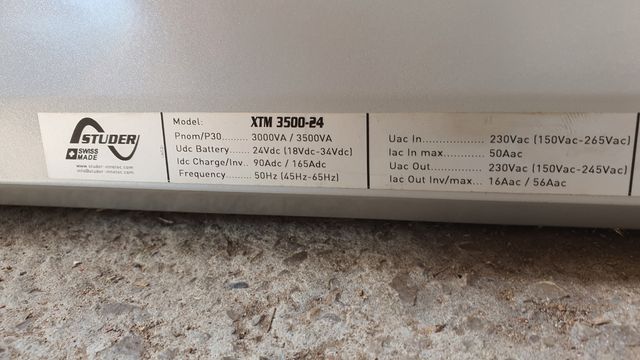 STUDER
SWISS MADE
www.studer-innotec.com
info@studer-innotec.com
Model: XTM 3500-24
Pnom/P30......... 3000VA / 3500VA
Udc Battery........ 24Vdc (18Vdc-34Vdc)
Idc Charge/Inv.. 90Adc / 165Adc
Frequency......... 50Hz (45Hz-65Hz)
Uac In................... 230Vac (150Vac-265Vac)
Iac In max........... 50Aac
Uac Out............... 230Vac (150Vac-245Vac)
Iac Out Inv/max... 16Aac / 56Aac